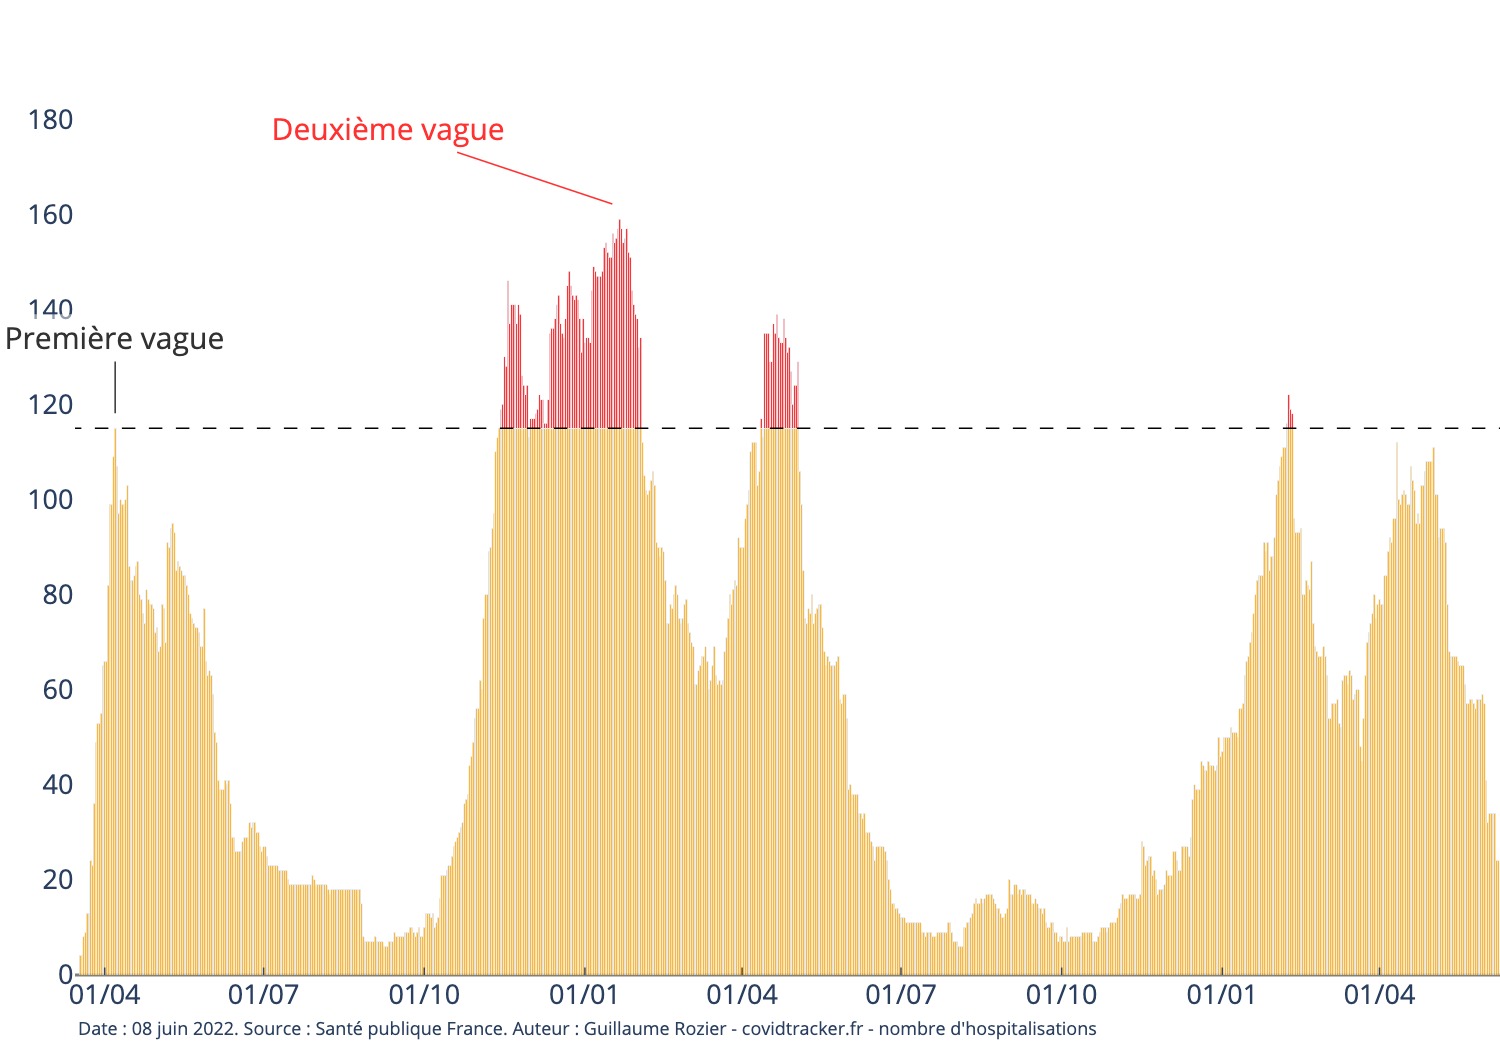 180
Deuxième vague
160
140
Première vague
120
100
80
60
40
20
0
01/04 01/07 01/10 01/01 01/04 01/07 01/10 01/01 01/04
Date : 08 juin 2022. Source : Santé publique France. Auteur : Guillaume Rozier - covidtracker.fr - nombre d'hospitalisations